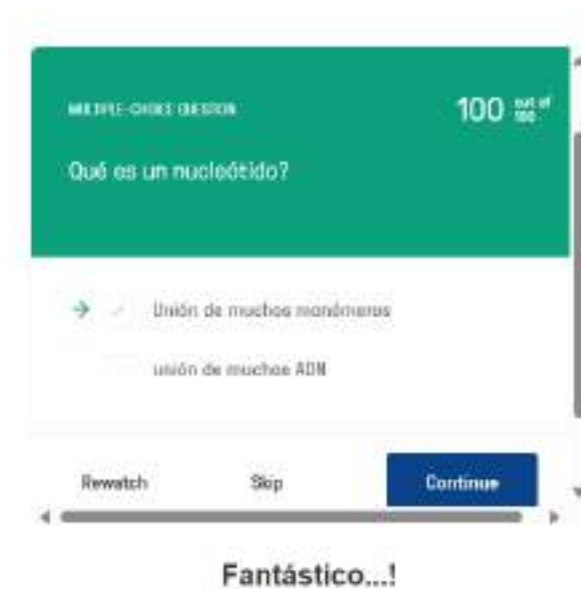 MULTIPLE-CHOICE QUESTION
100 out of 100
Qué es un nucleótido?
Unión de muchos monómeros
unión de muchos ADN
Rewatch Skip Continue
Fantástico...!